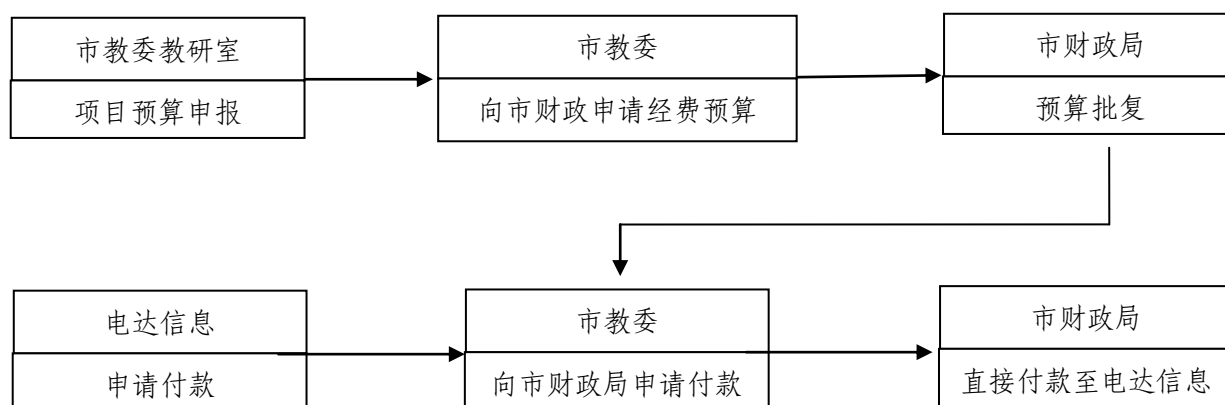 市教委教研室
项目预算申报
市教委
向市财政申请经费预算
市财政局
预算批复
电达信息
申请付款
市教委
向市财政局申请付款
市财政局
直接付款至电达信息